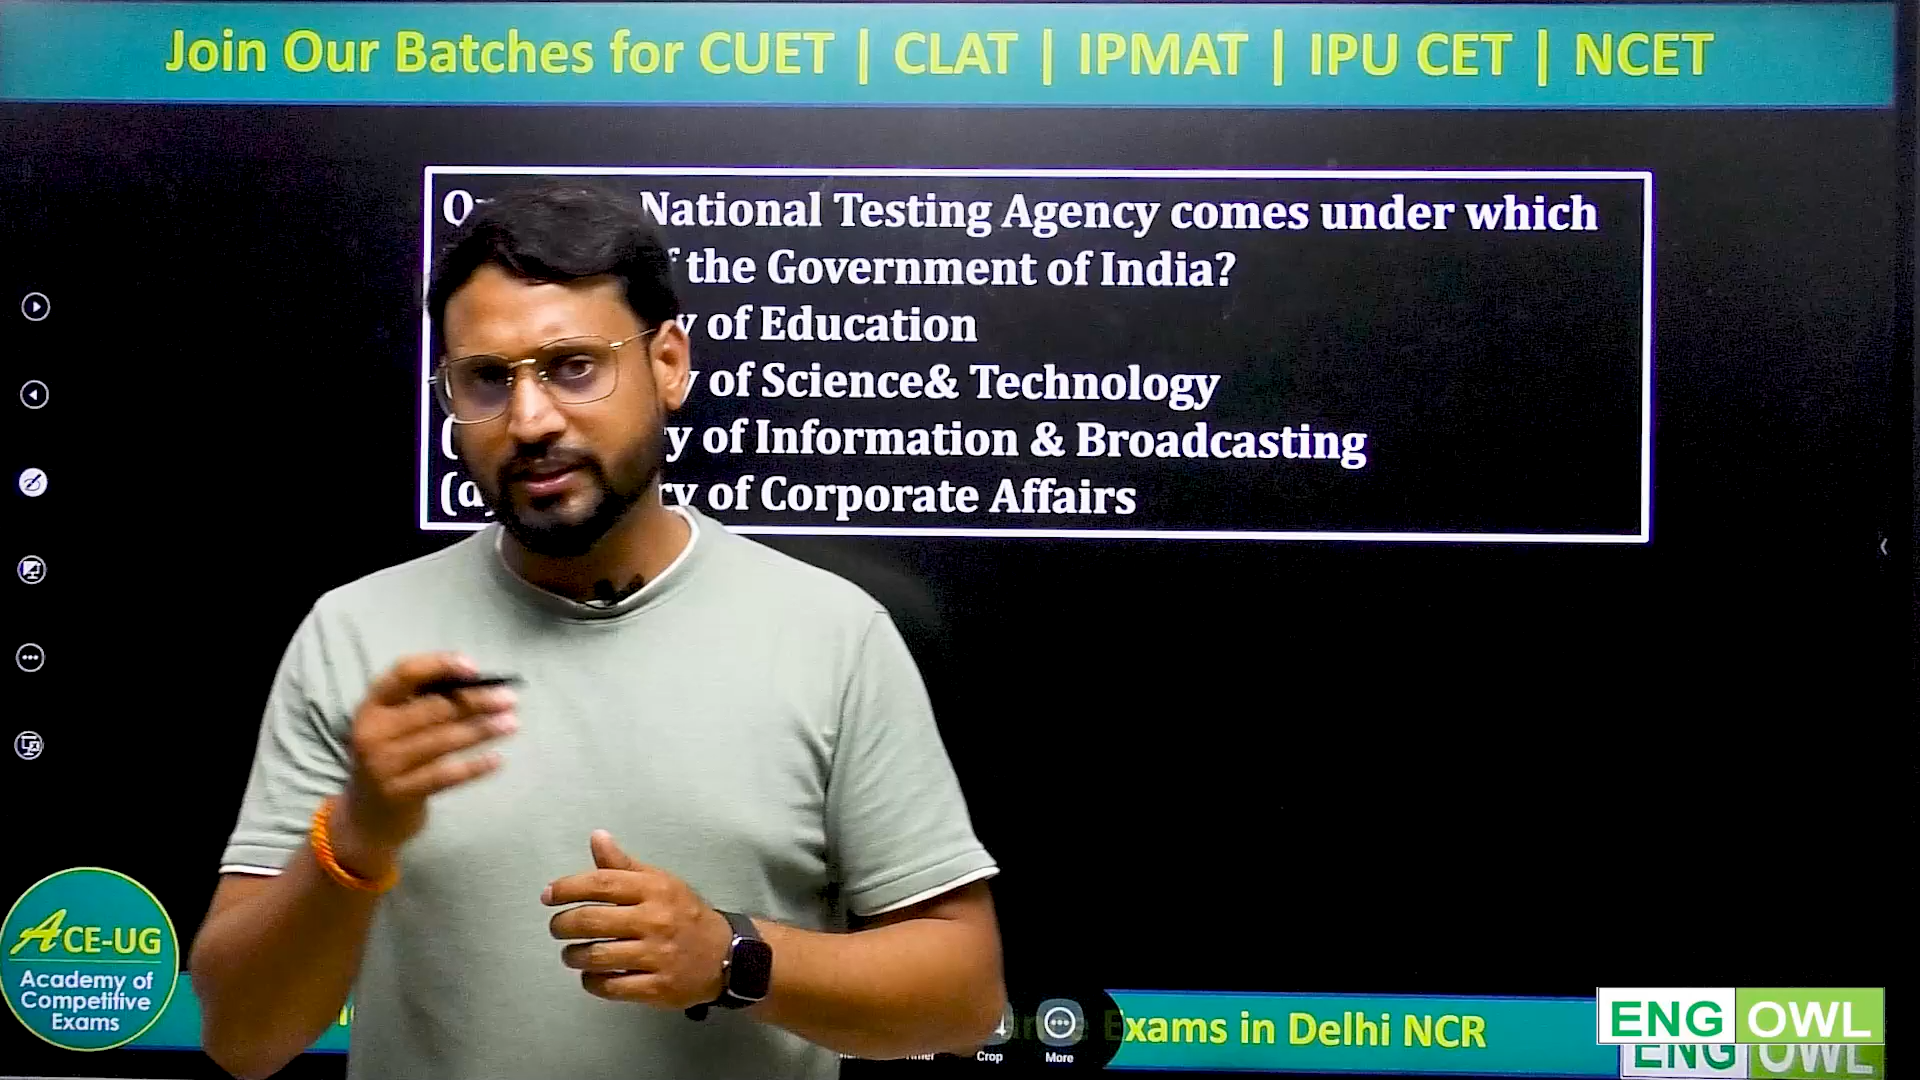 Join Our Batches for CUET | CLAT | IPMAT | IPU CET | NCET
National Testing Agency comes under which
the Government of India?
of Education
of Science& Technology
of Information & Broadcasting
of Corporate Affairs
ACE-UG
Academy of
Competitive
Exams
Exams in Delhi NCR
Crop
More
ENG OWL
ENG OWL